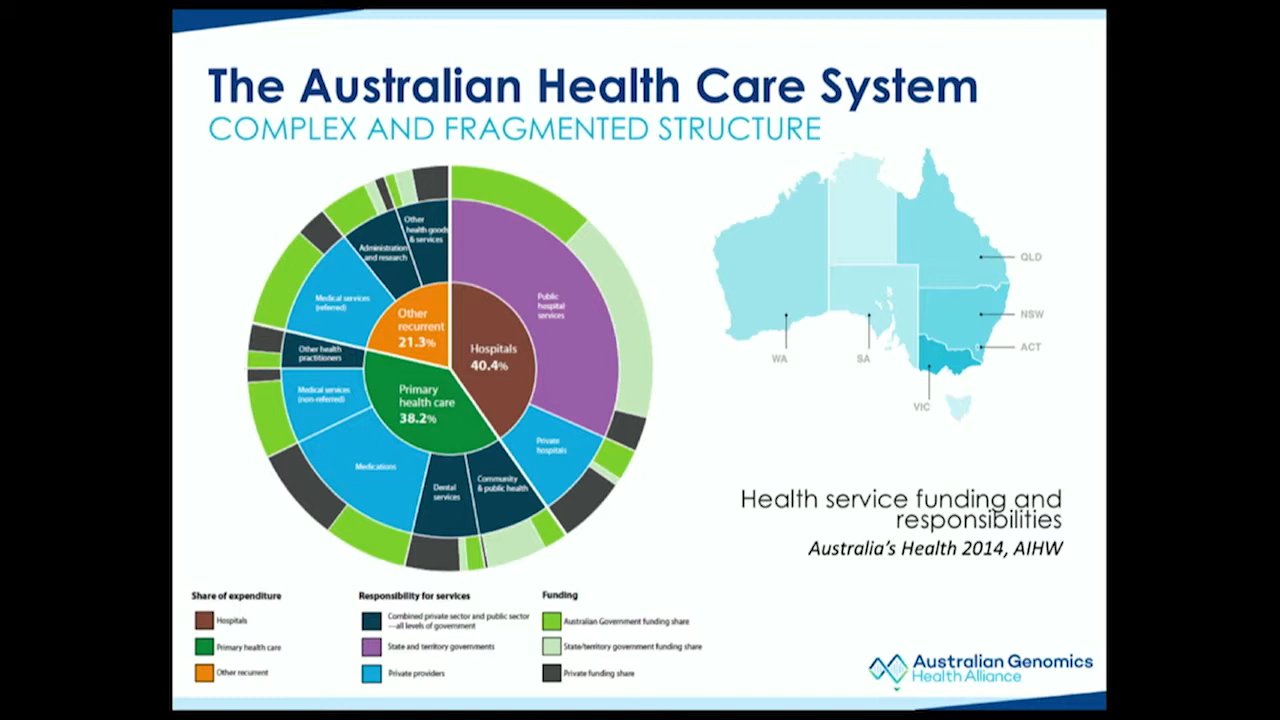 The Australian Health Care System
COMPLEX AND FRAGMENTED STRUCTURE
Other
health goods
& services
Administration
and research
Medical services
(referred)
Other
recurrent
21.3%
Public
hospital
services
Hospitals
40.4%
Other health
practitioners
Medical services
(non-referred)
Primary
health care
38.2%
Medications
Dental
services
Community
& public health
Private
hospitals
QLD
NSW
ACT
WA
SA
VIC
Health service funding and
responsibilities
Australia's Health 2014, AIHW
Share of expenditure
Hospitals
Primary health care
Other recurrent
Responsibility for services
Combined private sector and public sector
—all levels of government
State and territory governments
Private providers
Funding
Australian Government funding share
State/territory government funding share
Private funding share
Australian Genomics
Health Alliance